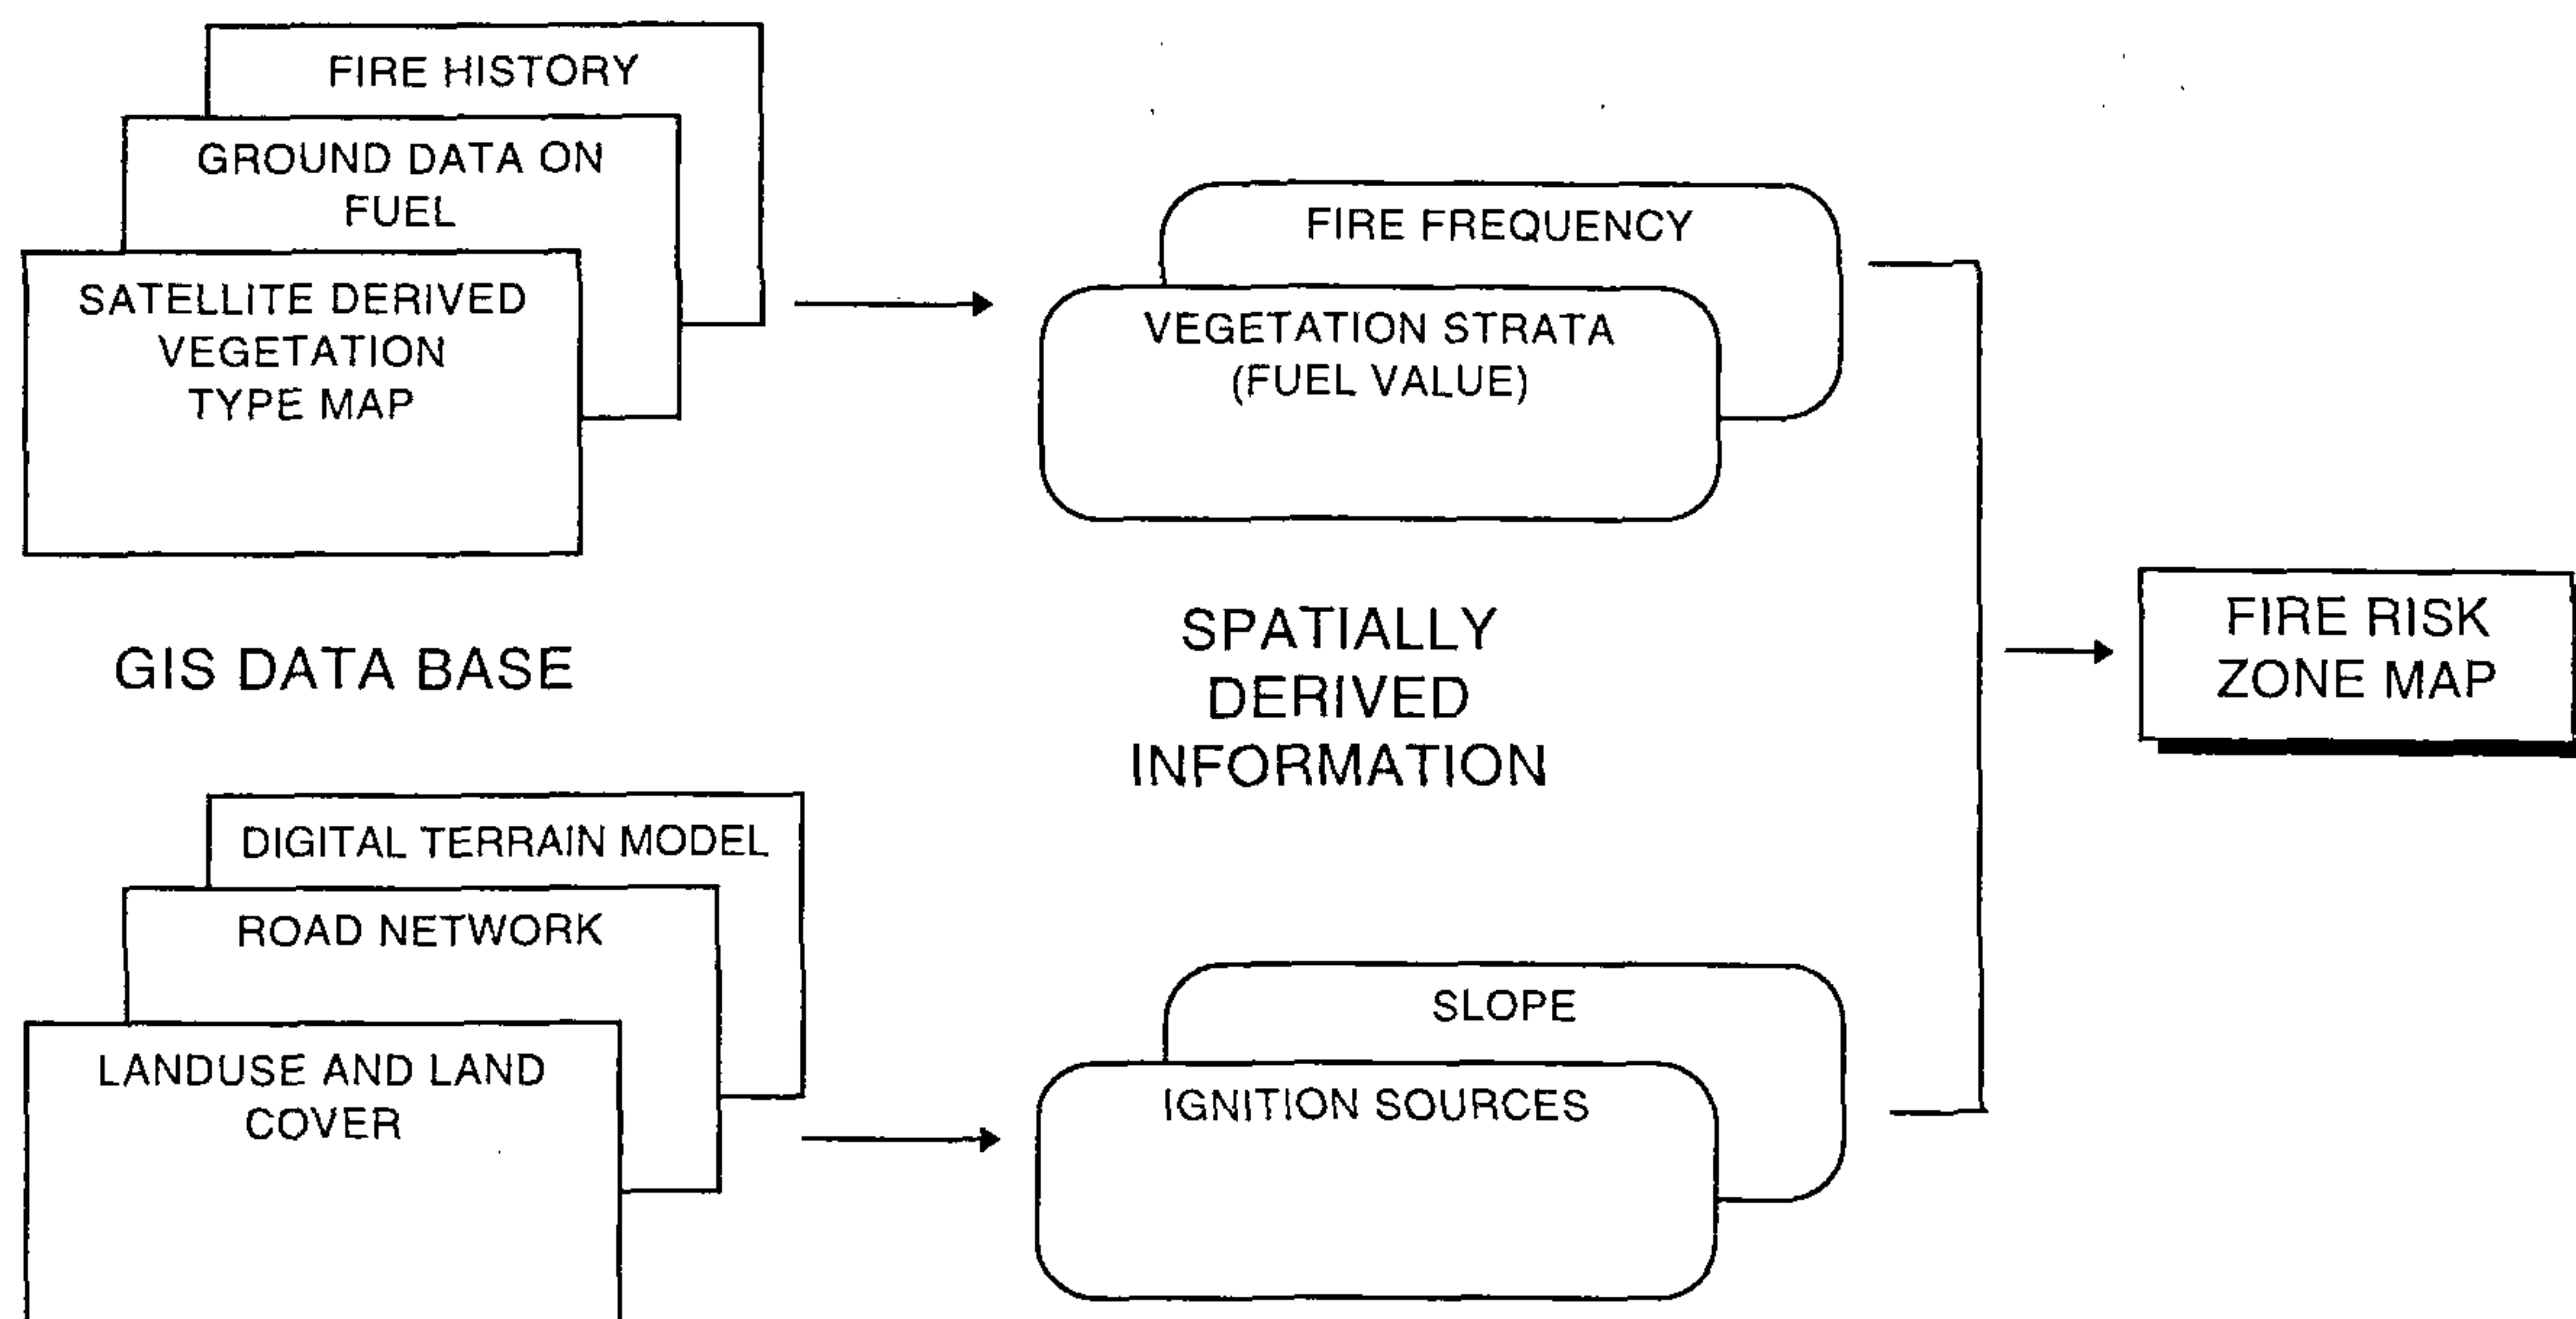 FIRE HISTORY
GROUND DATA ON
FUEL
SATELLITE DERIVED
VEGETATION
TYPE MAP
FIRE FREQUENCY
VEGETATION STRATA
(FUEL VALUE)
GIS DATA BASE
SPATIALLY
DERIVED
INFORMATION
FIRE RISK
ZONE MAP
DIGITAL TERRAIN MODEL
ROAD NETWORK
LANDUSE AND LAND
COVER
SLOPE
IGNITION SOURCES